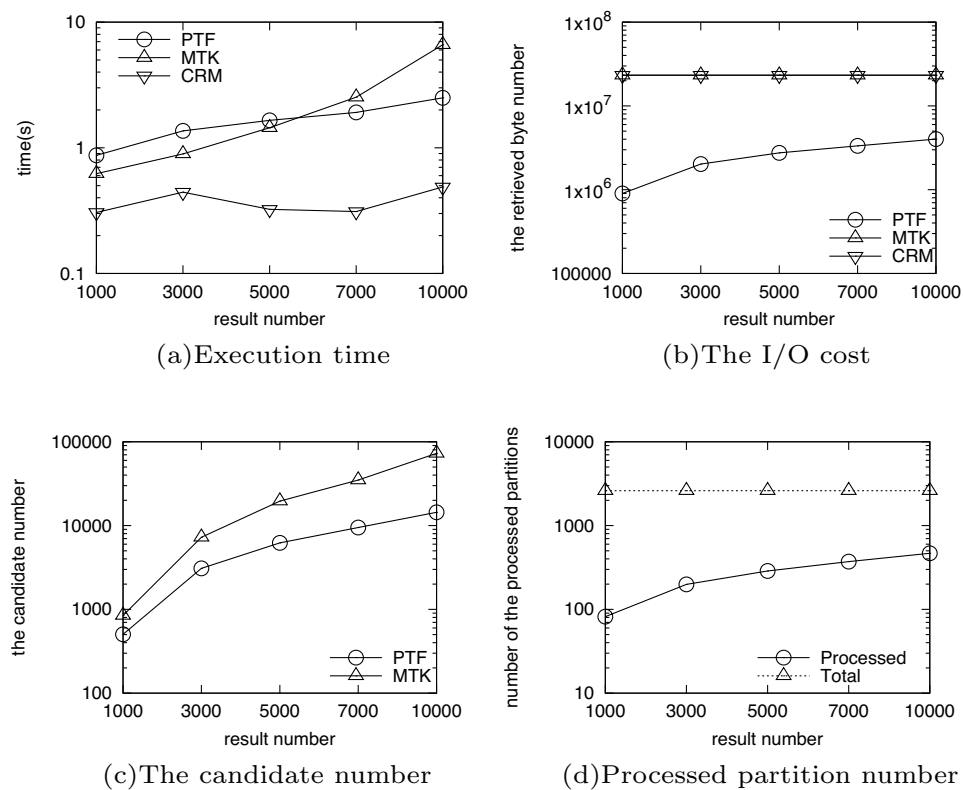 10
1
0.1
time(s)
PTF
MTK
CRM
1000 3000 5000 7000 10000
result number
(a)Execution time
1x10^8
1x10^7
1x10^6
100000
the retrieved byte number
PTF
MTK
CRM
1000 3000 5000 7000 10000
result number
(b)The I/O cost
100000
10000
1000
100
the candidate number
PTF
MTK
1000 3000 5000 7000 10000
result number
(c)The candidate number
10000
1000
100
10
number of the processed partitions
Processed
Total
1000 3000 5000 7000 10000
result number
(d)Processed partition number